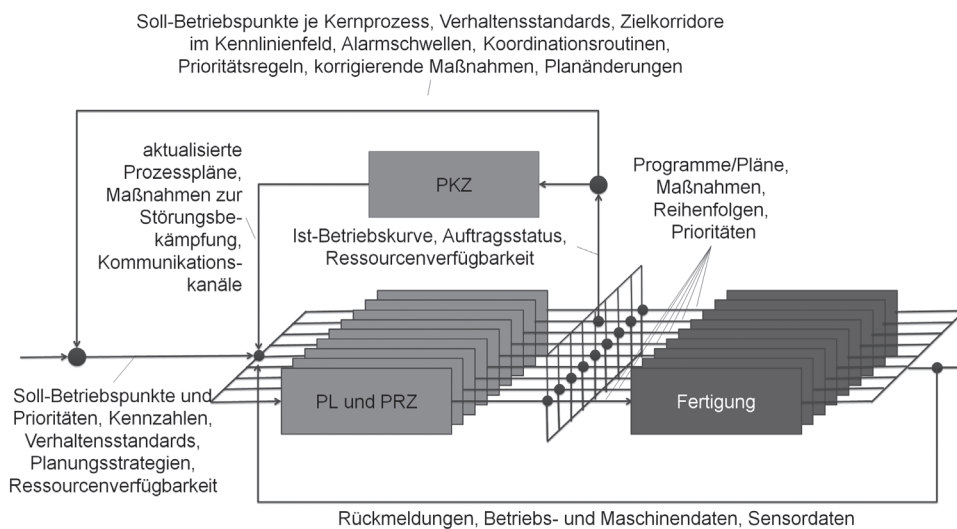 Soll-Betriebspunkte je Kernprozess, Verhaltensstandards, Zielkorridore
im Kennlinienfeld, Alarmschwellen, Koordinationsroutinen,
Prioritätsregeln, korrigierende Maßnahmen, Planänderungen
aktualisierte
Prozesspläne,
Maßnahmen zur
Störungsbe-
kämpfung,
Kommunikations-
kanäle
PKZ
Ist-Betriebskurve, Auftragsstatus,
Ressourcenverfügbarkeit
Programme/Pläne,
Maßnahmen,
Reihenfolgen,
Prioritäten
Soll-Betriebspunkte und
Prioritäten, Kennzahlen,
Verhaltensstandards,
Planungsstrategien,
Ressourcenverfügbarkeit
PL und PRZ
Fertigung
Rückmeldungen, Betriebs- und Maschinendaten, Sensordaten